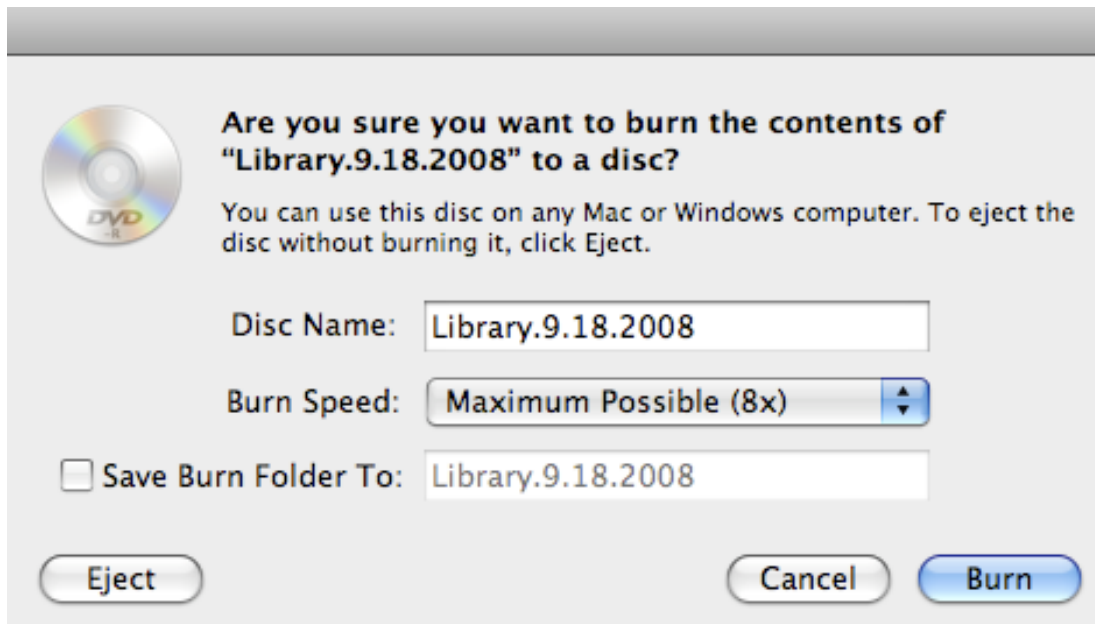 Are you sure you want to burn the contents of
“Library.9.18.2008” to a disc?
You can use this disc on any Mac or Windows computer. To eject the
disc without burning it, click Eject.
DVD
-R
Disc Name: Library.9.18.2008
Burn Speed: Maximum Possible (8x)
Save Burn Folder To: Library.9.18.2008
Eject Cancel Burn